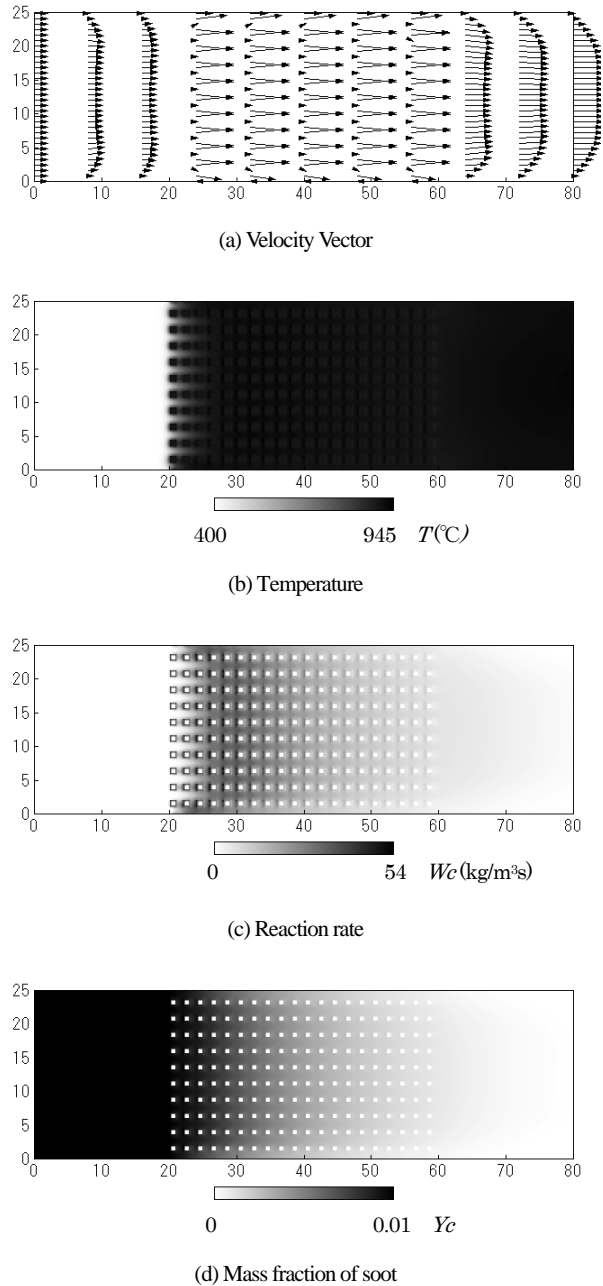 25
20
15
10
5
0
0 10 20 30 40 50 60 70 80
(a) Velocity Vector
25
20
15
10
5
0
0 10 20 30 40 50 60 70 80
400 945 T(℃)
(b) Temperature
25
20
15
10
5
0
0 10 20 30 40 50 60 70 80
0 54 Wc(kg/m³s)
(c) Reaction rate
25
20
15
10
5
0
0 10 20 30 40 50 60 70 80
0 0.01 Yc
(d) Mass fraction of soot